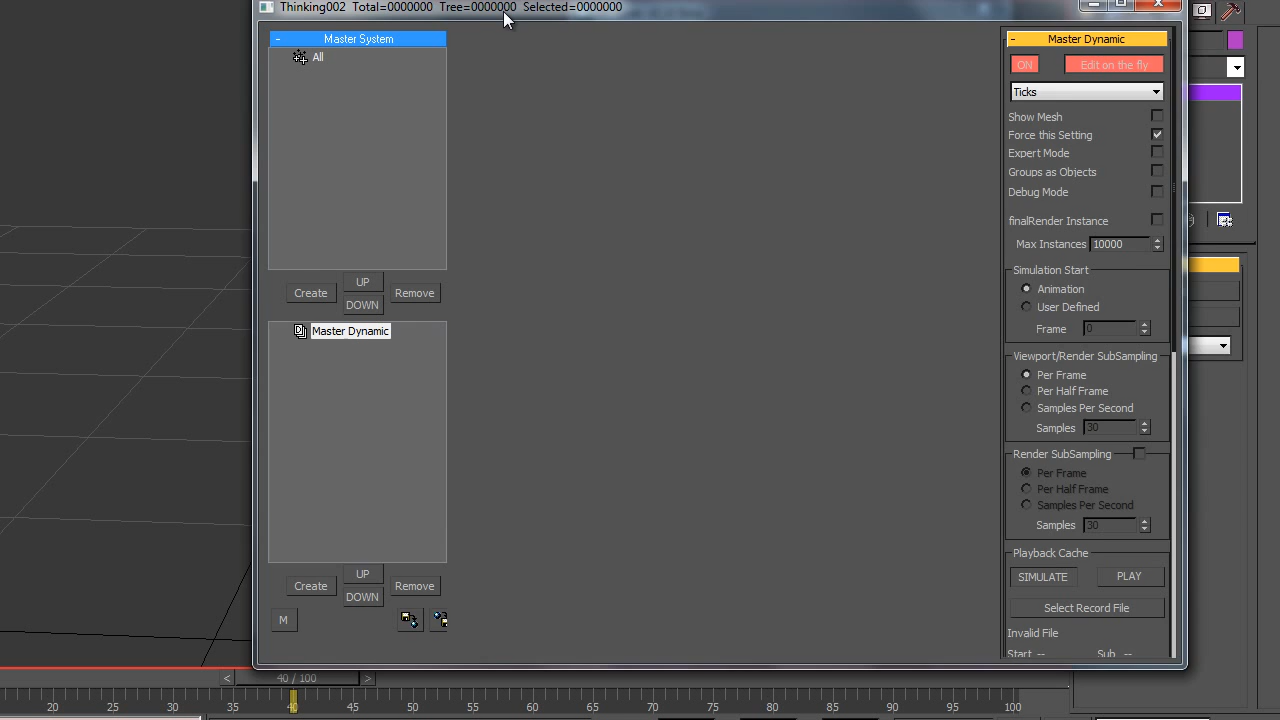 Thinking002 Total=0000000 Tree=0000000 Selected=0000000
- Master System
All
UP
Create
Remove
DOWN
Master Dynamic
UP
Create
Remove
DOWN
M
- Master Dynamic
ON Edit on the fly
Ticks
Show Mesh
Force this Setting
Expert Mode
Groups as Objects
Debug Mode
finalRender Instance
Max Instances 10000
Simulation Start
Animation
User Defined
Frame 0
Viewport/Render SubSampling
Per Frame
Per Half Frame
Samples Per Second
Samples 30
Render SubSampling
Per Frame
Per Half Frame
Samples Per Second
Samples 30
Playback Cache
SIMULATE PLAY
Select Record File
Invalid File
Start -- Sub --
< 40 / 100 >
20 25 30 35 40 45 50 55 60 65 70 75 80 85 90 95 100